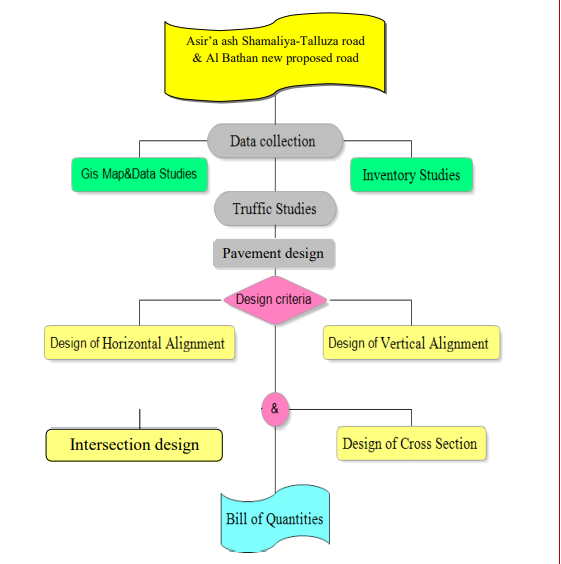 Asir’a ash Shamaliya-Talluza road
& Al Bathan new proposed road
Data collection
Gis Map&Data Studies
Inventory Studies
Truffic Studies
Pavement design
Design criteria
Design of Horizontal Alignment
Design of Vertical Alignment
&
Intersection design
Design of Cross Section
Bill of Quantities